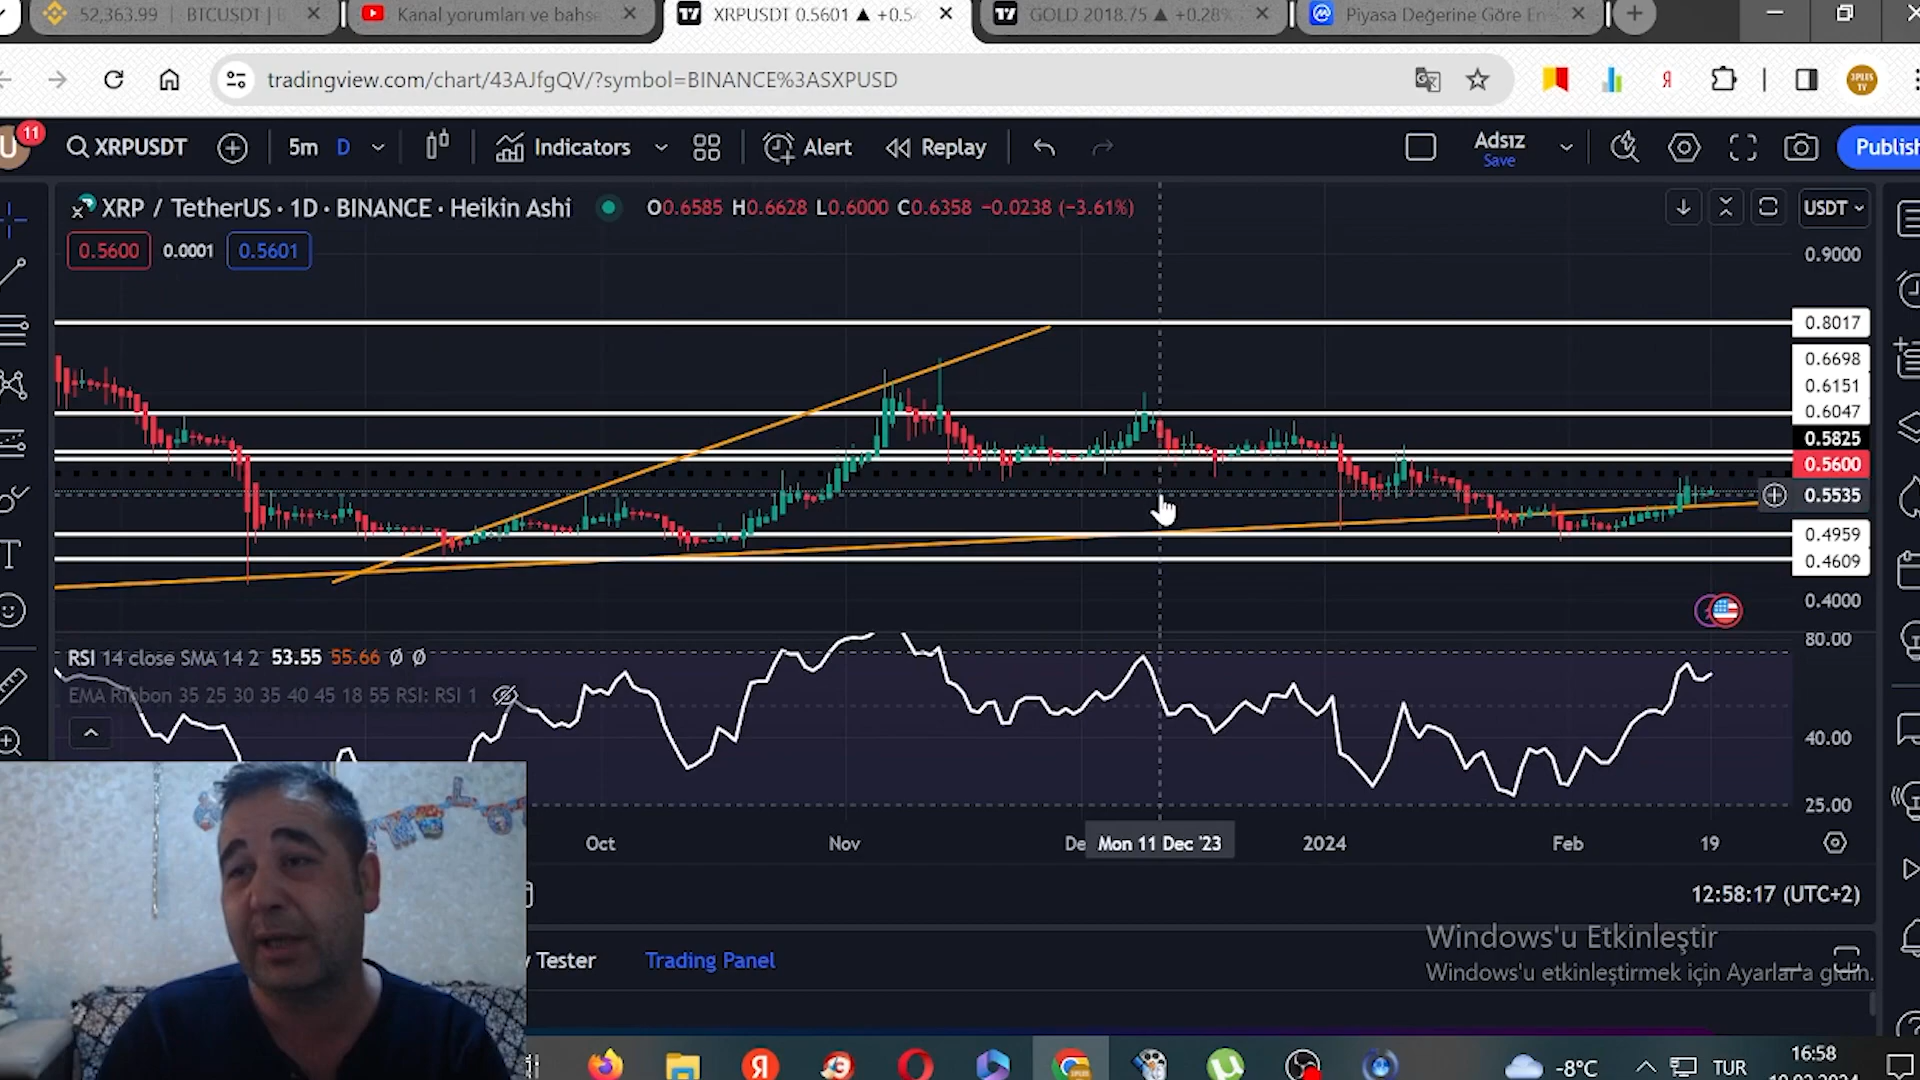 52,363.99 | BTCUSDT |
Kanal yorumları ve bahse
XRPUSDT 0.5601 ▲ +0.5
GOLD 2018.75 ▲ +0.28%
Piyasa Değerine Göre En
tradingview.com/chart/43AJfgQV/?symbol=BINANCE%3ASXPUSD
3PLES TV
U
11
XRPUSDT
5m D
Indicators
Alert
Replay
Adsız
Save
Publish
XRP / TetherUS · 1D · BINANCE · Heikin Ashi
O0.6585 H0.6628 L0.6000 C0.6358 −0.0238 (−3.61%)
USDT
0.5600 0.0001 0.5601
0.9000
0.8017
0.6698
0.6151
0.6047
0.5825
0.5600
0.5535
0.4959
0.4609
0.4000
80.00
RSI 14 close SMA 14 2 53.55 55.66 Ø Ø
EMA Ribbon 35 25 30 35 40 45 18 55 RSI: RSI 1
40.00
25.00
Oct Nov De Mon 11 Dec '23 2024 Feb 19
12:58:17 (UTC+2)
Windows'u Etkinleştir
Windows'u etkinleştirmek için Ayarlar'a gidin.
y Tester Trading Panel
-8°C TUR 16:58